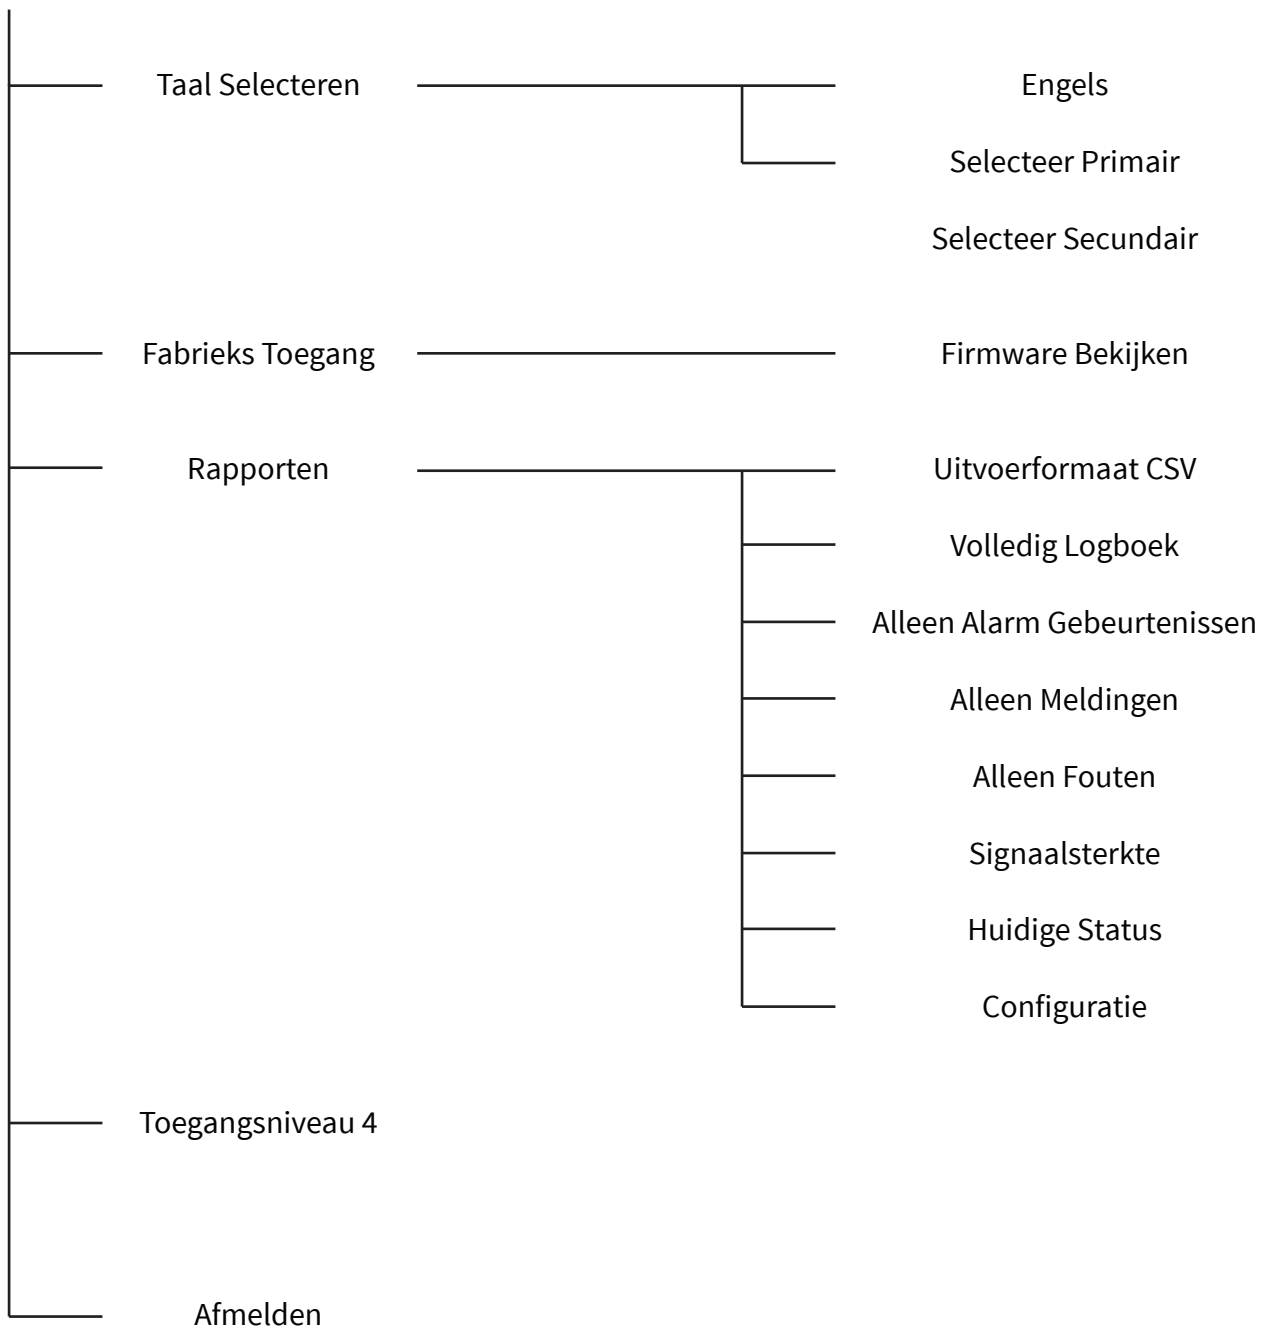 Taal Selecteren
Engels
Selecteer Primair
Selecteer Secundair
Fabrieks Toegang
Firmware Bekijken
Rapporten
Uitvoerformaat CSV
Volledig Logboek
Alleen Alarm Gebeurtenissen
Alleen Meldingen
Alleen Fouten
Signaalsterkte
Huidige Status
Configuratie
Toegangsniveau 4
Afmelden